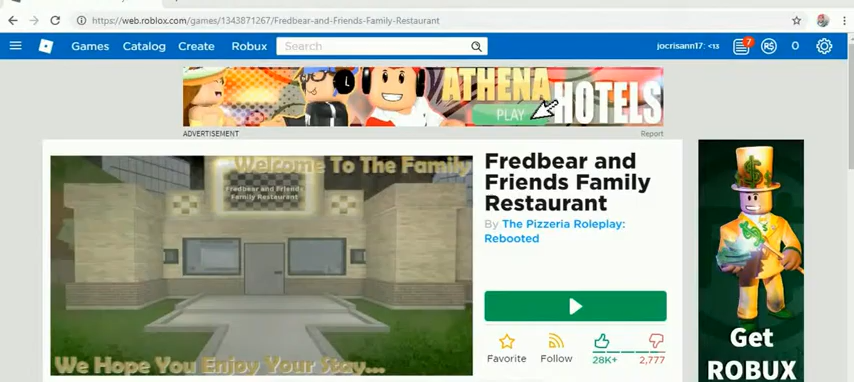 https://web.roblox.com/games/1343871267/Fredbear-and-Friends-Family-Restaurant
Games Catalog Create Robux Search jocrisann17: <13 7 R$ 0
ATHENA
HOTELS
PLAY
ADVERTISEMENT Report
Welcome To The Family
Fredbear and Friends
Family Restaurant
We Hope You Enjoy Your Stay...
Fredbear and
Friends Family
Restaurant
By The Pizzeria Roleplay:
Rebooted
Favorite Follow 28K+ 2,777
Get
ROBUX